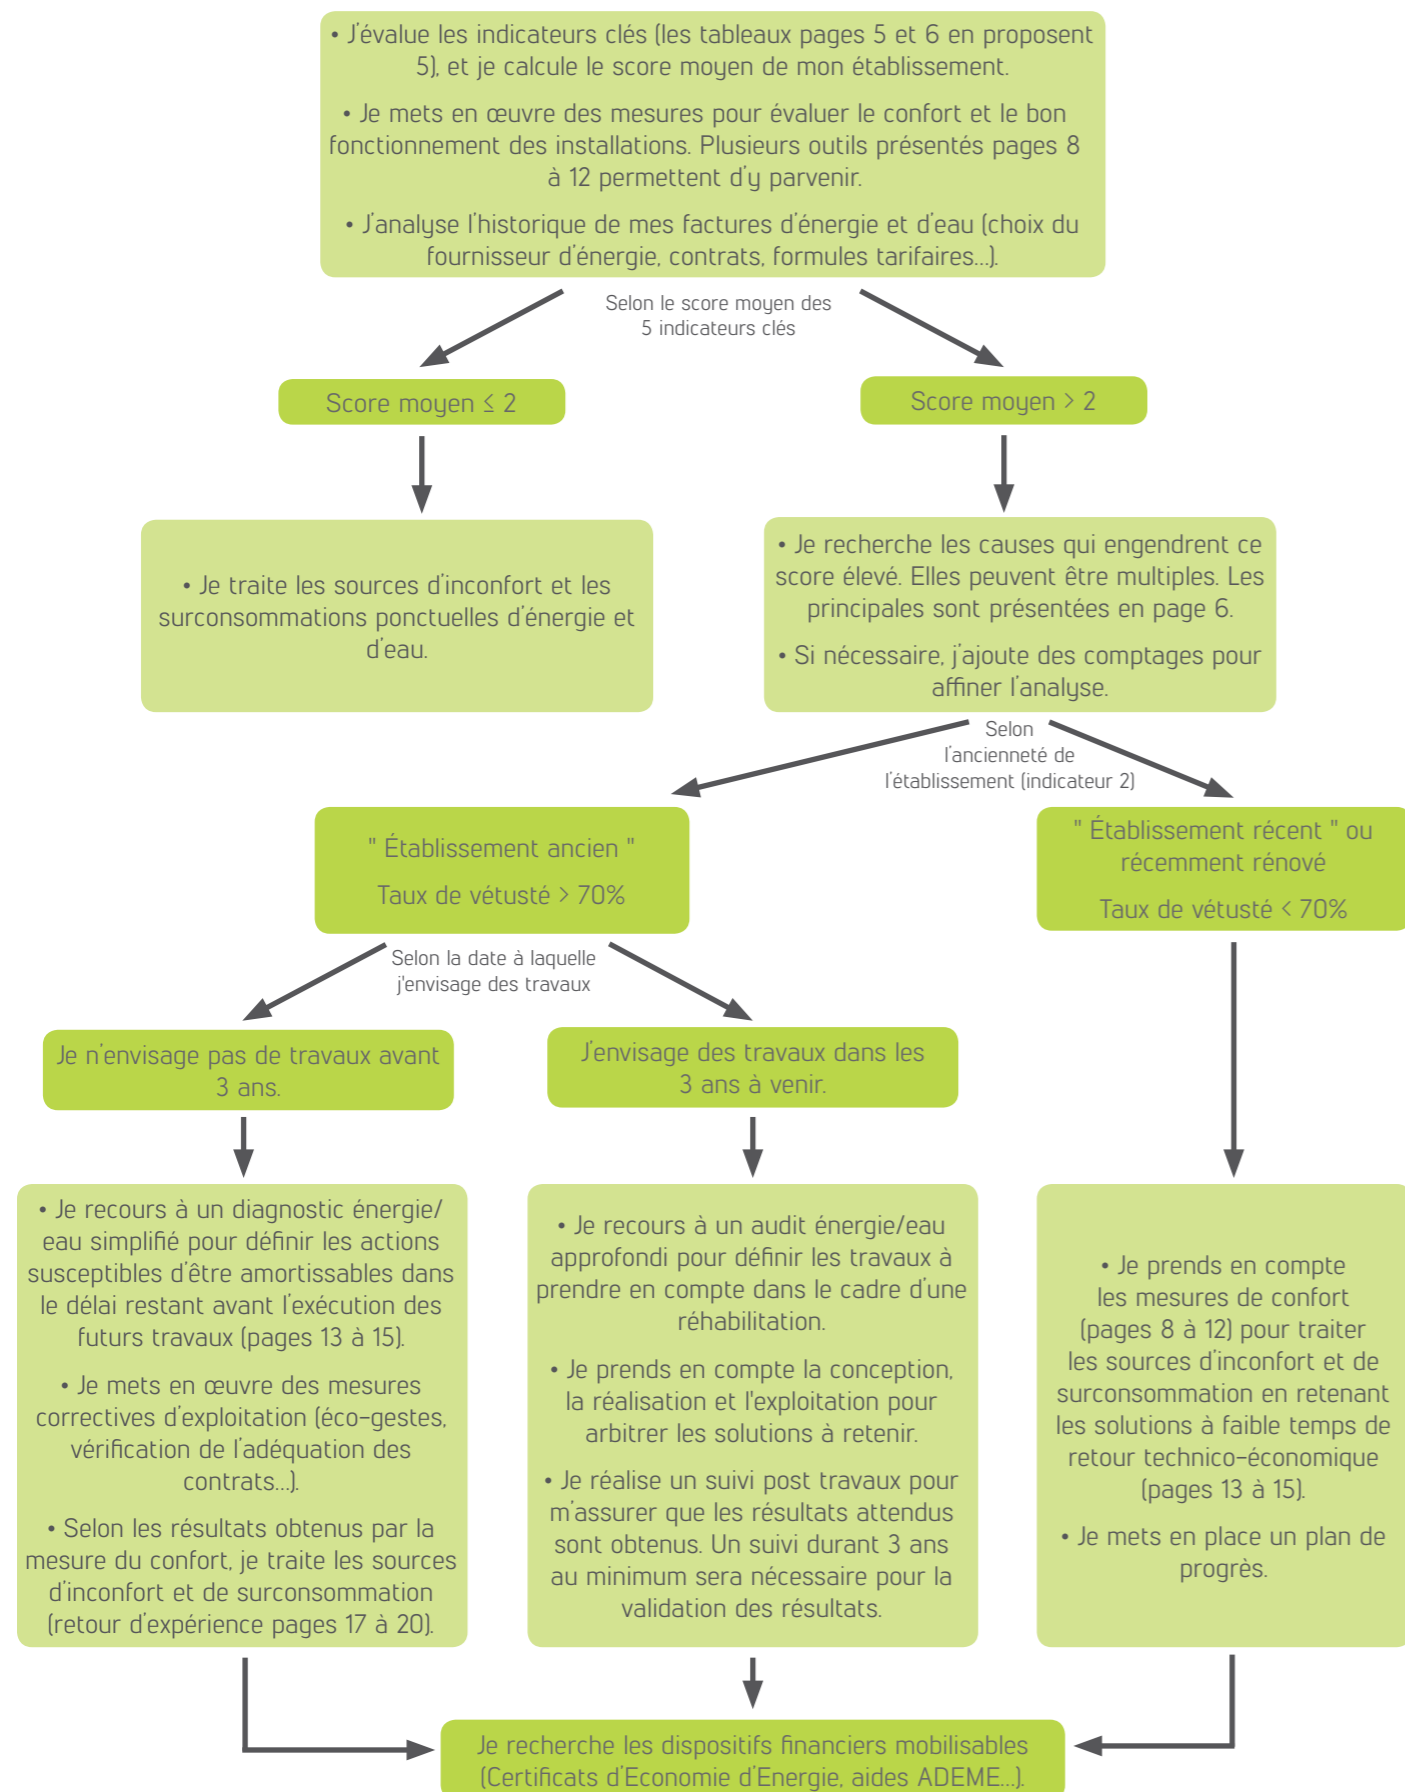 • J'évalue les indicateurs clés (les tableaux pages 5 et 6 en proposent
5), et je calcule le score moyen de mon établissement.
• Je mets en œuvre des mesures pour évaluer le confort et le bon
fonctionnement des installations. Plusieurs outils présentés pages 8
à 12 permettent d'y parvenir.
• J'analyse l'historique de mes factures d'énergie et d'eau (choix du
fournisseur d'énergie, contrats, formules tarifaires...).
Selon le score moyen des
5 indicateurs clés
Score moyen ≤ 2
Score moyen > 2
• Je traite les sources d'inconfort et les
surconsommations ponctuelles d'énergie et
d'eau.
• Je recherche les causes qui engendrent ce
score élevé. Elles peuvent être multiples. Les
principales sont présentées en page 6.
• Si nécessaire, j'ajoute des comptages pour
affiner l'analyse.
Selon
l'ancienneté de
l'établissement (indicateur 2)
" Établissement ancien "
Taux de vétusté > 70%
" Établissement récent " ou
récemment rénové
Taux de vétusté < 70%
Selon la date à laquelle
j'envisage des travaux
Je n'envisage pas de travaux avant
3 ans.
J'envisage des travaux dans les
3 ans à venir.
• Je recours à un diagnostic énergie/
eau simplifié pour définir les actions
susceptibles d'être amortissables dans
le délai restant avant l'exécution des
futurs travaux (pages 13 à 15).
• Je mets en œuvre des mesures
correctives d'exploitation (éco-gestes,
vérification de l'adéquation des
contrats...).
• Selon les résultats obtenus par la
mesure du confort, je traite les sources
d'inconfort et de surconsommation
(retour d'expérience pages 17 à 20).
• Je recours à un audit énergie/eau
approfondi pour définir les travaux à
prendre en compte dans le cadre d'une
réhabilitation.
• Je prends en compte la conception,
la réalisation et l'exploitation pour
arbitrer les solutions à retenir.
• Je réalise un suivi post travaux pour
m'assurer que les résultats attendus
sont obtenus. Un suivi durant 3 ans
au minimum sera nécessaire pour la
validation des résultats.
• Je prends en compte
les mesures de confort
(pages 8 à 12) pour traiter
les sources d'inconfort et de
surconsommation en retenant
les solutions à faible temps de
retour technico-économique
(pages 13 à 15).
• Je mets en place un plan de
progrès.
Je recherche les dispositifs financiers mobilisables
(Certificats d'Economie d'Energie, aides ADEME...).